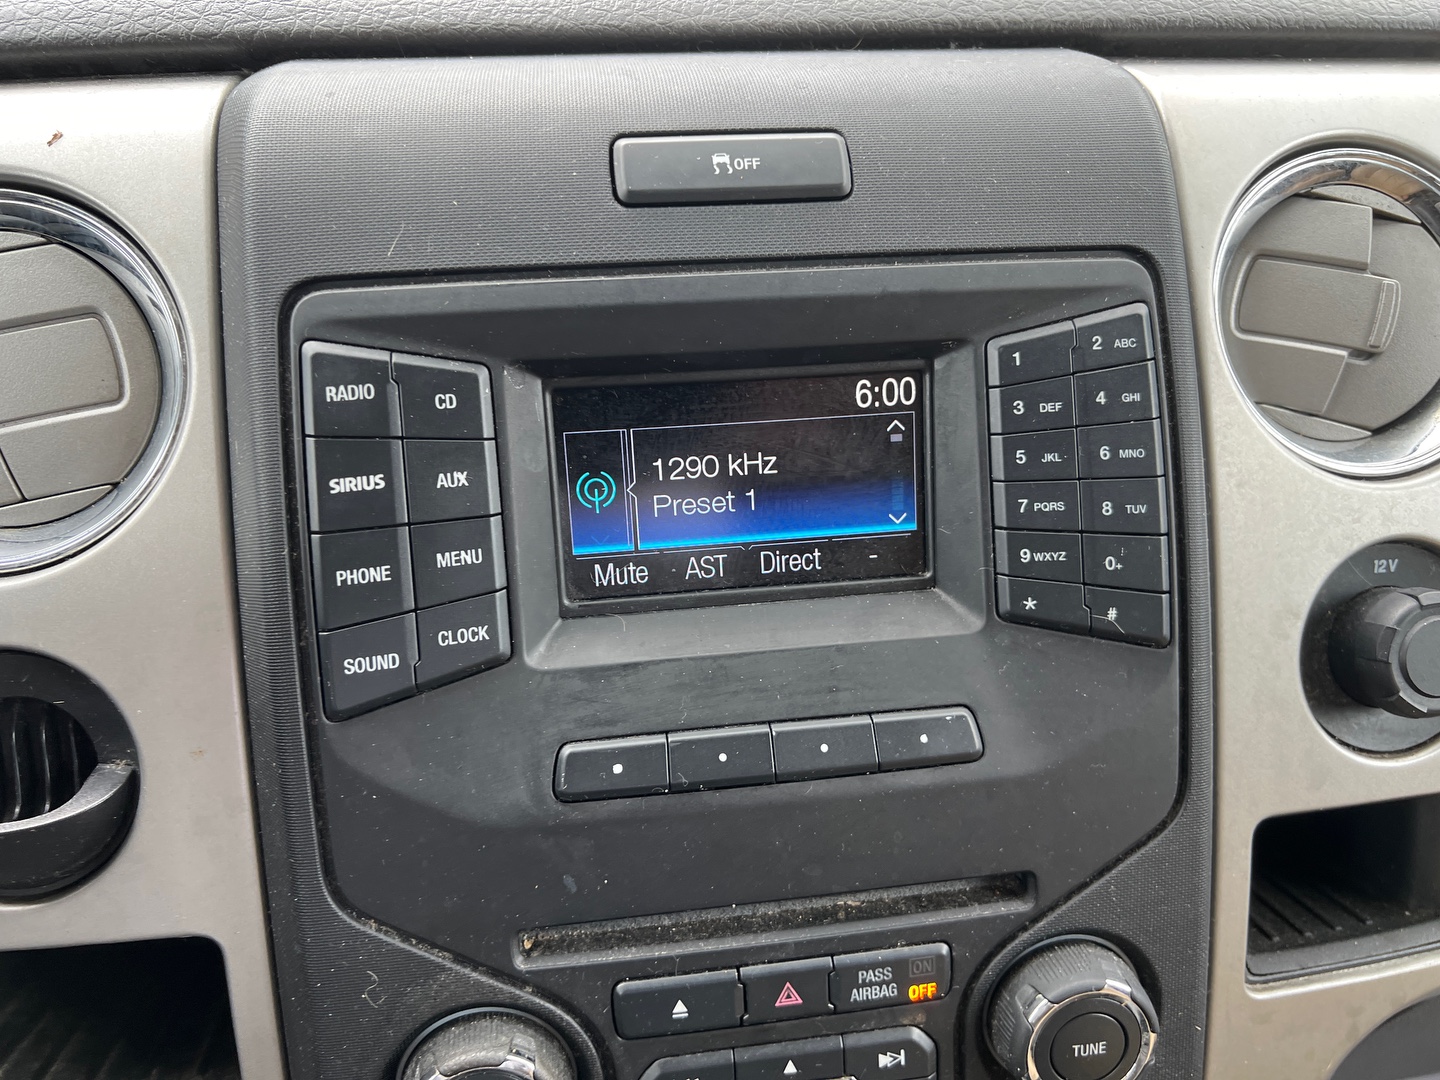 OFF
RADIO
CD
SIRIUS
AUX
PHONE
MENU
SOUND
CLOCK
6:00
1290 kHz
Preset 1
Mute AST Direct -
1
2 ABC
3 DEF
4 GHI
5 JKL
6 MNO
7 PQRS
8 TUV
9 WXYZ
0+
*
#
12V
PASS AIRBAG
ON
OFF
TUNE